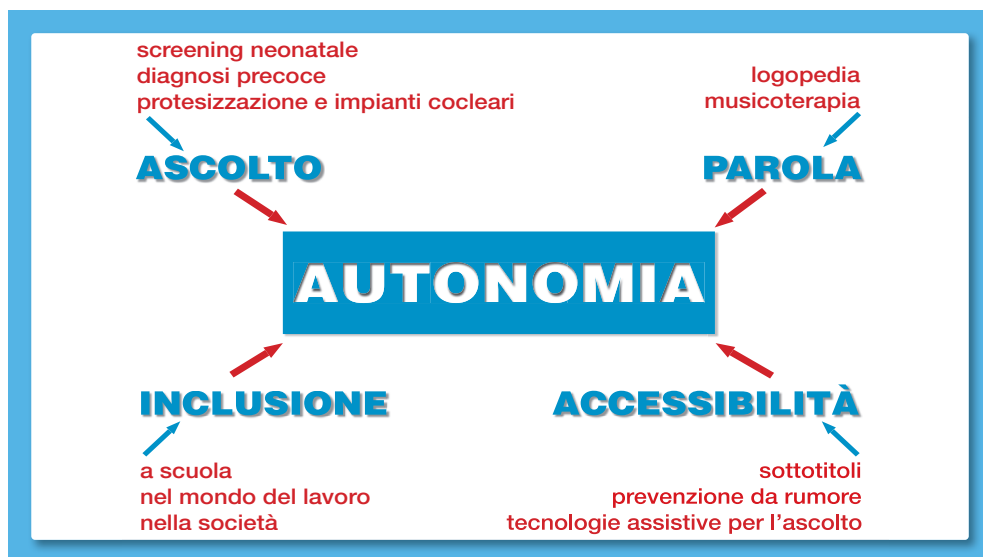 screening neonatale
diagnosi precoce
protesizzazione e impianti cocleari
logopedia
musicoterapia
ASCOLTO
PAROLA
AUTONOMIA
INCLUSIONE
ACCESSIBILITÀ
a scuola
nel mondo del lavoro
nella società
sottotitoli
prevenzione da rumore
tecnologie assistive per l'ascolto